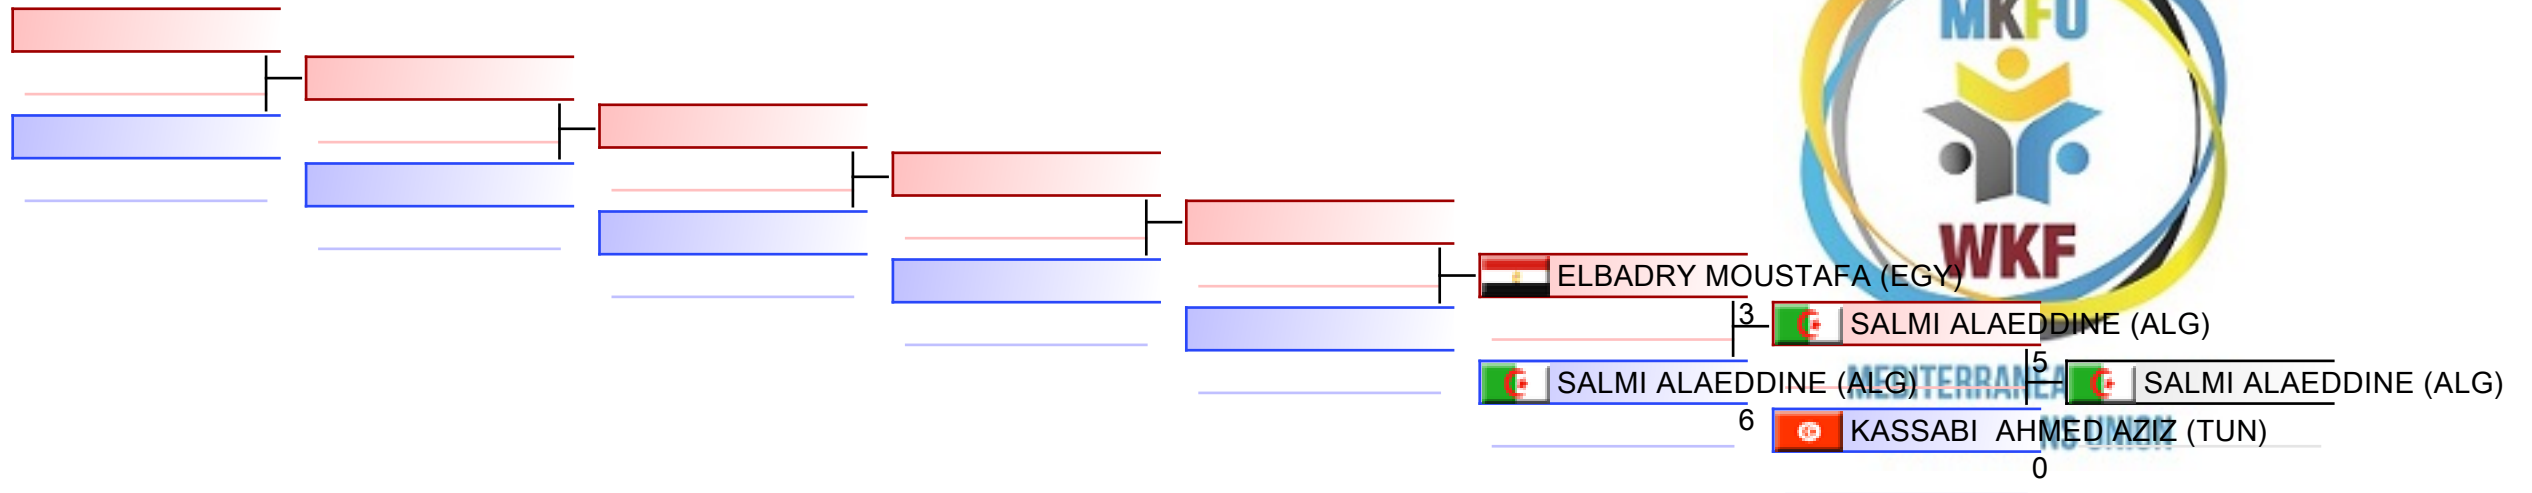 MKFU
WKF
ELBADRY MOUSTAFA (EGY)
3
SALMI ALAEDDINE (ALG)
5
SALMI ALAEDDINE (ALG)
SALMI ALAEDDINE (ALG)
6
KASSABI AHMED AZIZ (TUN)
0